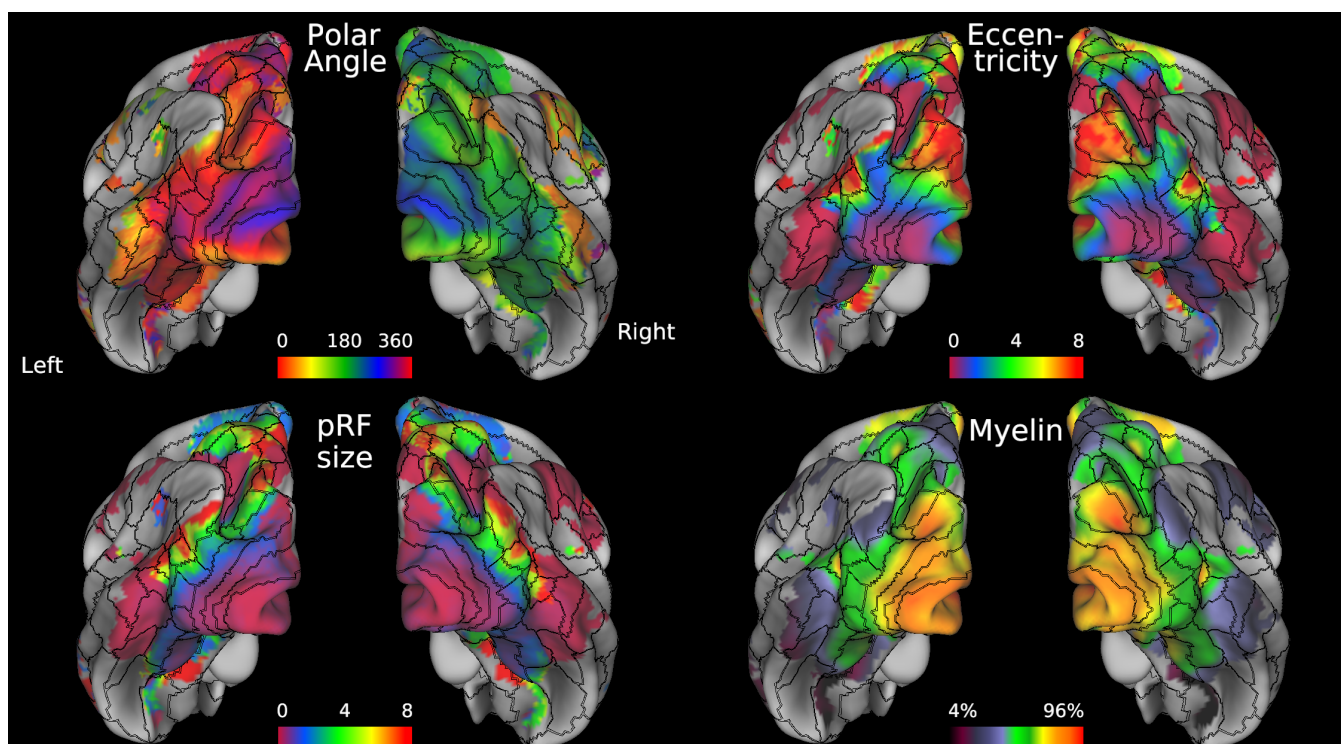 Polar
Angle
Eccen-
tricity
0 180 360
Right
0 4 8
Left
pRF
size
Myelin
0 4 8
4% 96%